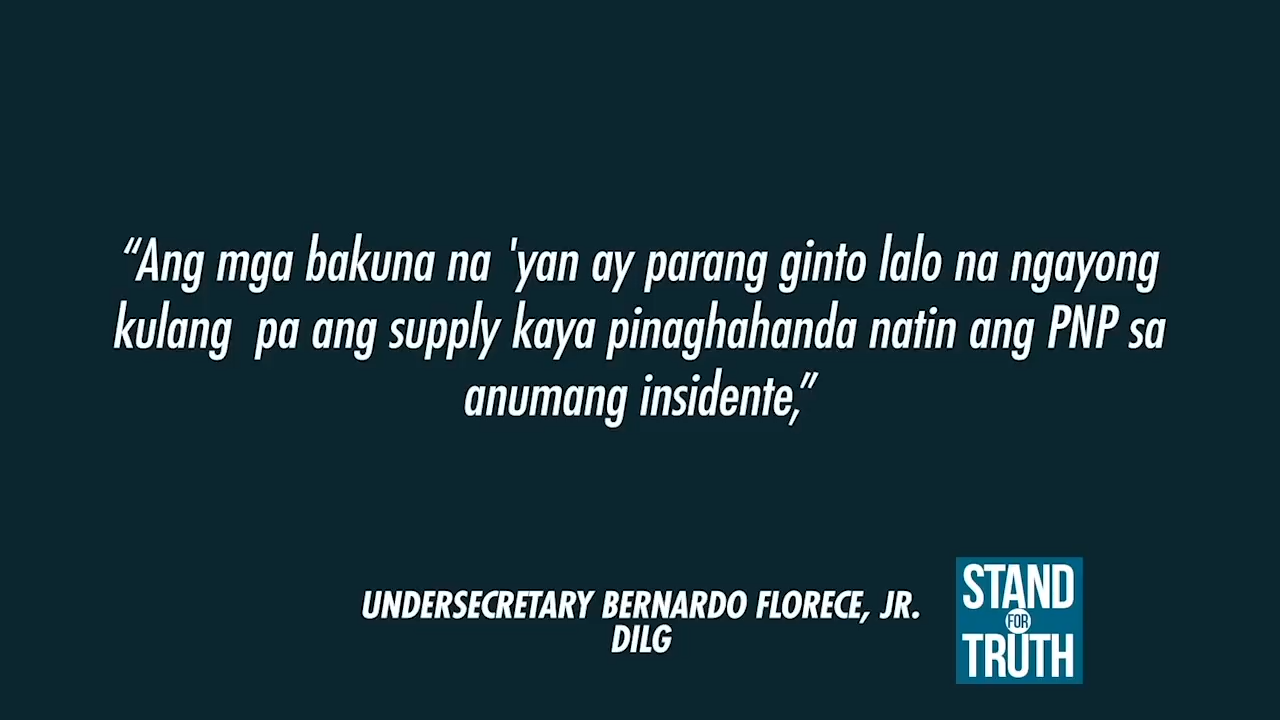 “Ang mga bakuna na 'yan ay parang ginto lalo na ngayong
kulang  pa ang supply kaya pinaghahanda natin ang PNP sa
anumang insidente,”
UNDERSECRETARY BERNARDO FLORECE, JR.
DILG
STAND
FOR
TRUTH